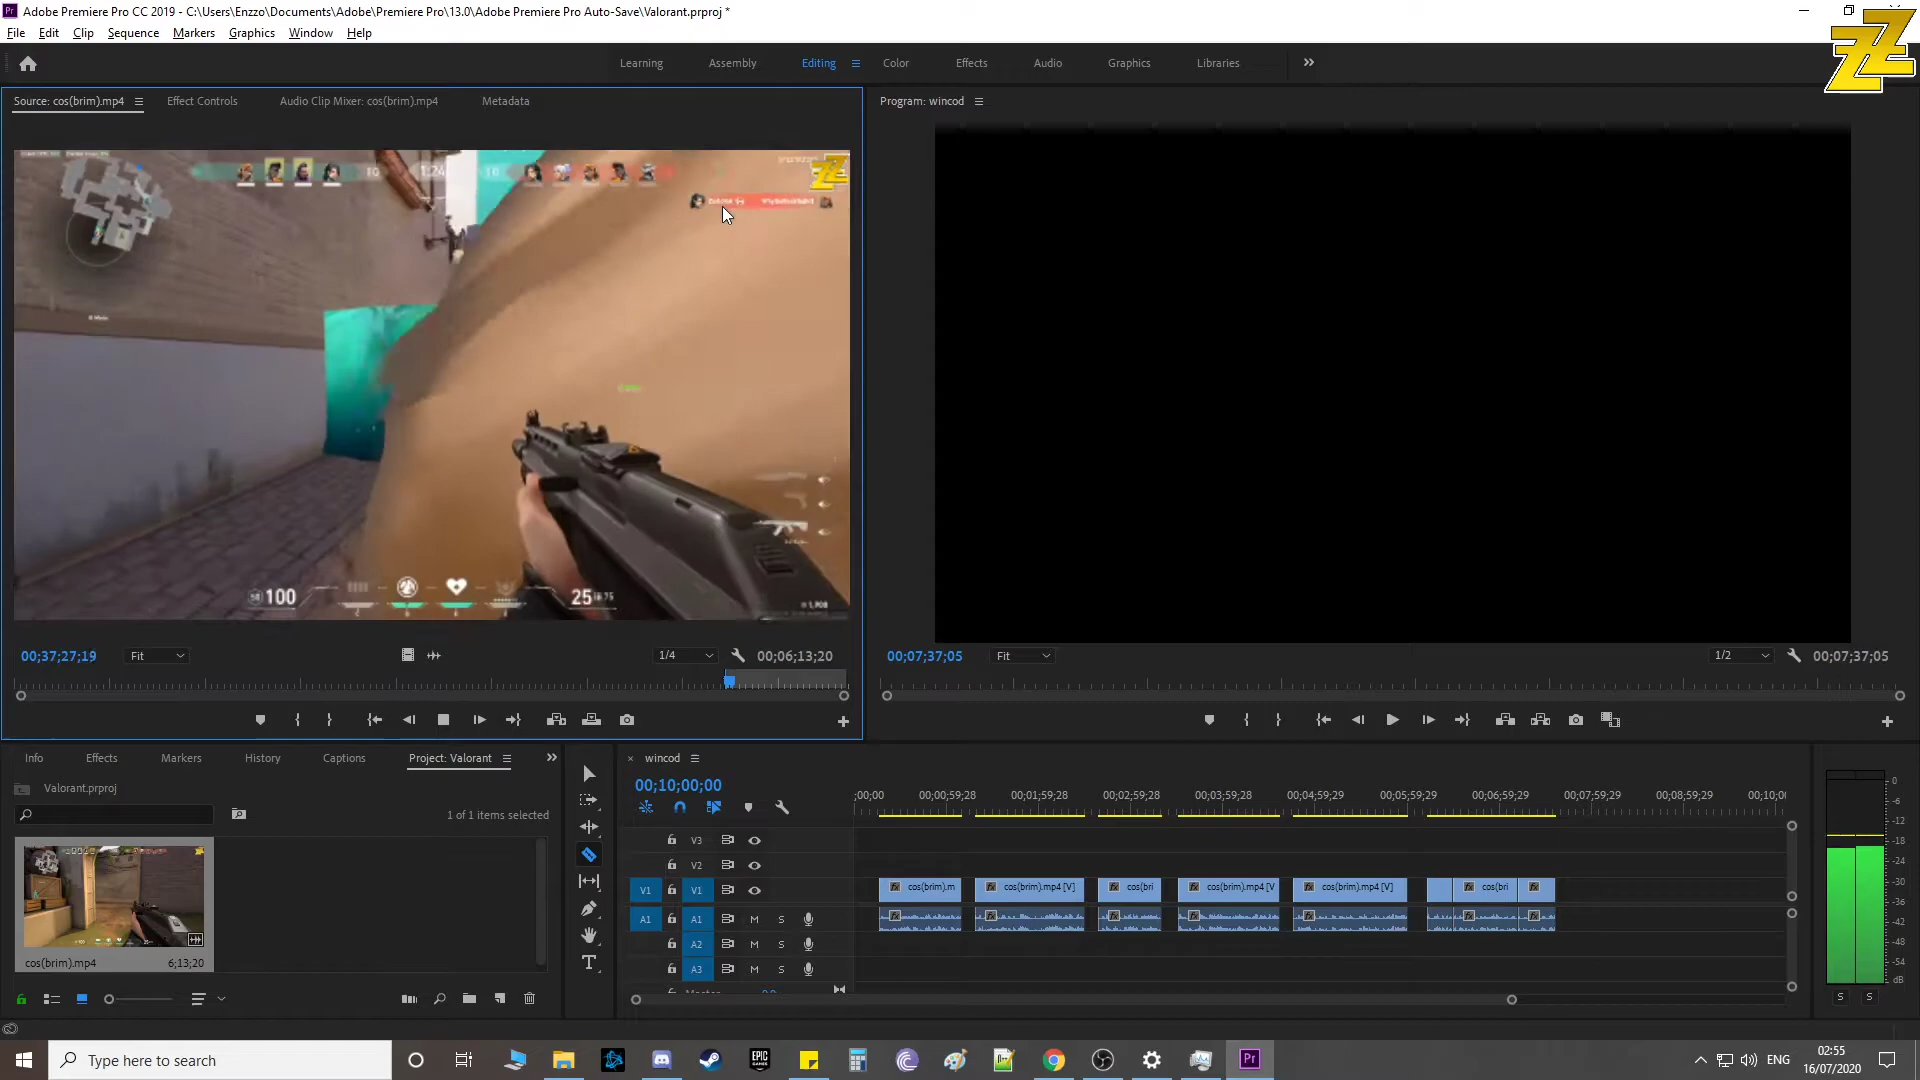 Adobe Premiere Pro CC 2019 - C:\Users\Enzzo\Documents\Adobe\Premiere Pro\13.0\Adobe Premiere Pro Auto-Save\Valorant.prproj *
File Edit Clip Sequence Markers Graphics Window Help
Learning Assembly Editing Color Effects Audio Graphics Libraries
Source: cos(brim).mp4 Effect Controls Audio Clip Mixer: cos(brim).mp4 Metadata
Program: wincod
1:24
100
25
00;37;27;19 Fit 1/4 00;06;13;20
00;07;37;05 Fit 1/2 00;07;37;05
Info Effects Markers History Captions Project: Valorant
Valorant.prproj
1 of 1 items selected
cos(brim).mp4 6;13;20
wincod
00;10;00;00
;00;00 00;00;59;28 00;01;59;28 00;02;59;28 00;03;59;28 00;04;59;29 00;05;59;29 00;06;59;29 00;07;59;29 00;08;59;29 00;10;00
V3
V2
V1 V1 cos(brim).m cos(brim).mp4 [V] cos(bri cos(brim).mp4 [V cos(brim).mp4 [V] cos(bri
A1 A1 M S
A2 M S
A3 M S
0
-6
-12
-18
-24
-30
-36
-42
-48
-54
dB
S S
Type here to search
ENG
02:55
16/07/2020